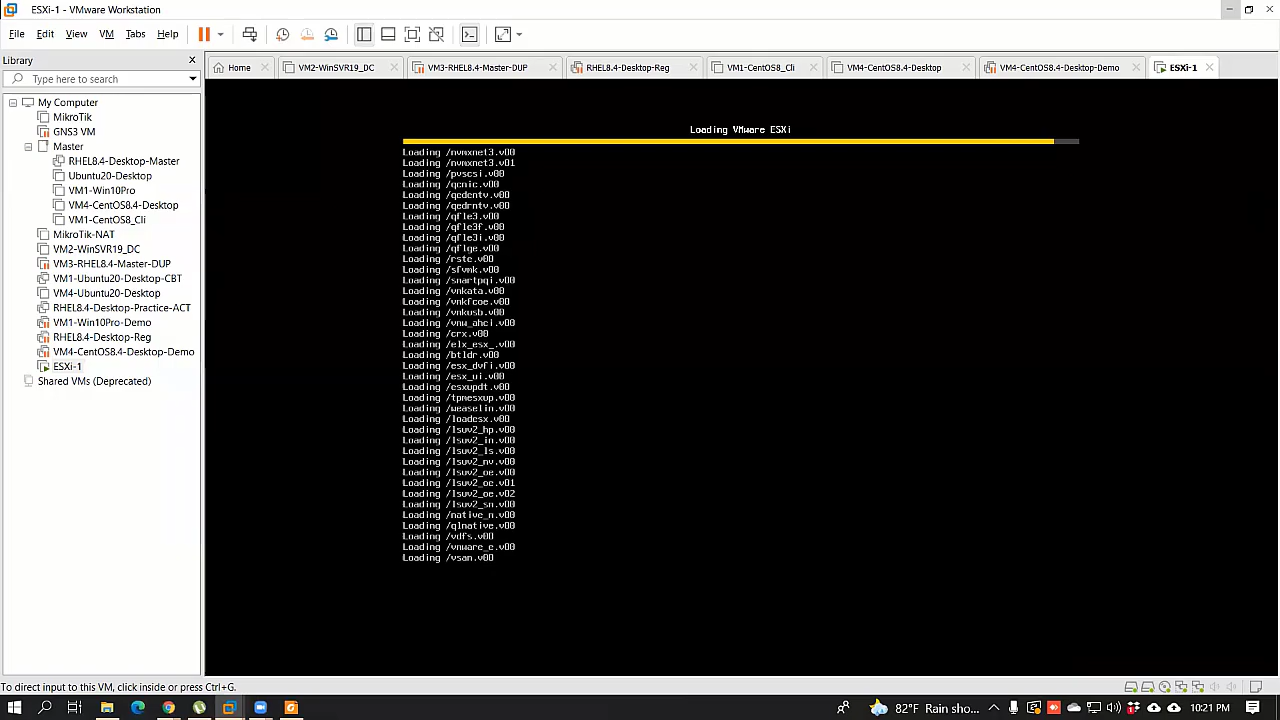 ESXi-1 - VMware Workstation
File Edit View VM Tabs Help
Library
Type here to search
My Computer
MikroTik
GNS3 VM
Master
RHEL8.4-Desktop-Master
Ubuntu20-Desktop
VM1-Win10Pro
VM4-CentOS8.4-Desktop
VM1-CentOS8_Cli
MikroTik-NAT
VM2-WinSVR19_DC
VM3-RHEL8.4-Master-DUP
VM1-Ubuntu20-Desktop-CBT
VM4-Ubuntu20-Desktop
RHEL8.4-Desktop-Practice-ACT
VM1-Win10Pro-Demo
RHEL8.4-Desktop-Reg
VM4-CentOS8.4-Desktop-Demo
ESXi-1
Shared VMs (Deprecated)
Home VM2-WinSVR19_DC VM3-RHEL8.4-Master-DUP RHEL8.4-Desktop-Reg VM1-CentOS8_Cli VM4-CentOS8.4-Desktop VM4-CentOS8.4-Desktop-Demo ESXi-1
Loading VMware ESXi
Loading /nvmxnet3.v00
Loading /nvmxnet3.v01
Loading /pvscsi.v00
Loading /qcnic.v00
Loading /qedentv.v00
Loading /qedrntv.v00
Loading /qfle3.v00
Loading /qfle3f.v00
Loading /qfle3i.v00
Loading /qflge.v00
Loading /rste.v00
Loading /sfvmk.v00
Loading /smartpqi.v00
Loading /vmkata.v00
Loading /vmkfcoe.v00
Loading /vmkusb.v00
Loading /vmw_ahci.v00
Loading /crx.v00
Loading /elx_esx_.v00
Loading /btldr.v00
Loading /esx_dvfi.v00
Loading /esx_ui.v00
Loading /esxupdt.v00
Loading /tpmesxup.v00
Loading /weaselin.v00
Loading /loadesx.v00
Loading /lsuv2_hp.v00
Loading /lsuv2_in.v00
Loading /lsuv2_ls.v00
Loading /lsuv2_nv.v00
Loading /lsuv2_oe.v00
Loading /lsuv2_oe.v01
Loading /lsuv2_oe.v02
Loading /lsuv2_sm.v00
Loading /native_m.v00
Loading /qlnative.v00
Loading /vdfs.v00
Loading /vmware_e.v00
Loading /vsan.v00
To direct input to this VM, click inside or press Ctrl+G.
82°F Rain sho... 10:21 PM